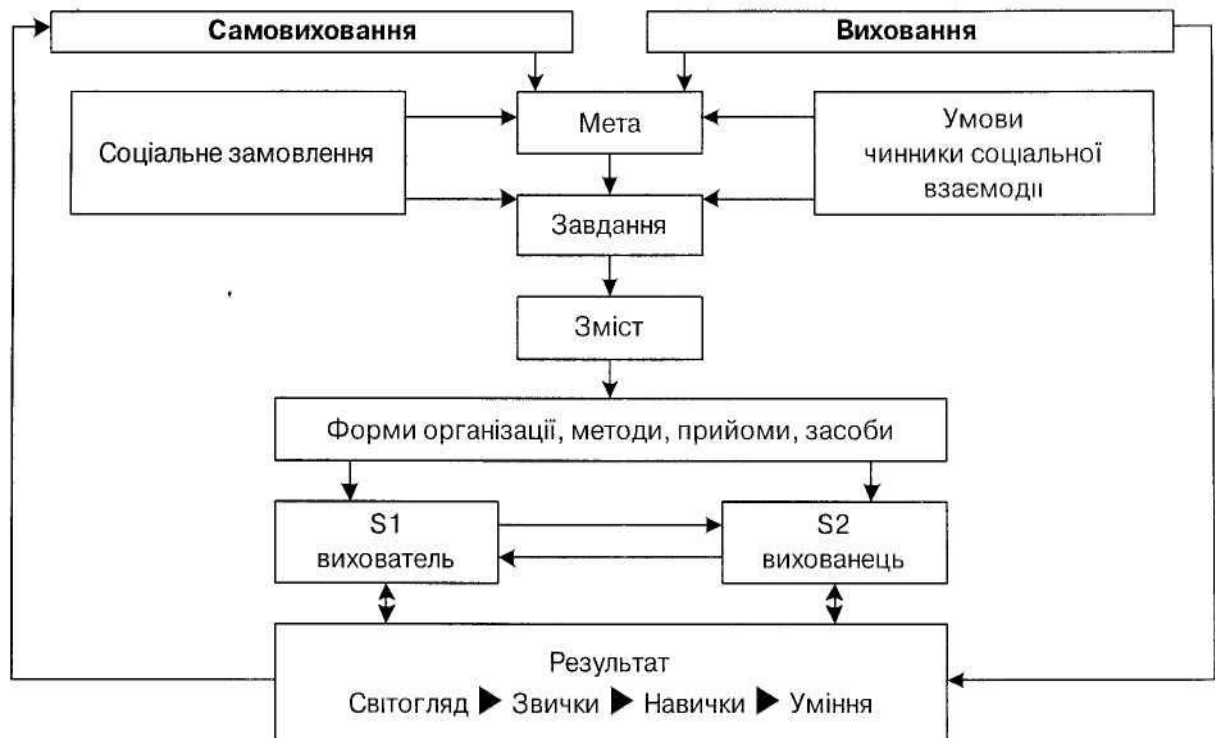 Самовиховання
Виховання
Соціальне замовлення
Мета
Умови
чинники соціальної
взаємодії
Завдання
Зміст
Форми організації, методи, прийоми, засоби
S1
вихователь
S2
вихованець
Результат
Світогляд ▶ Звички ▶ Навички ▶ Уміння